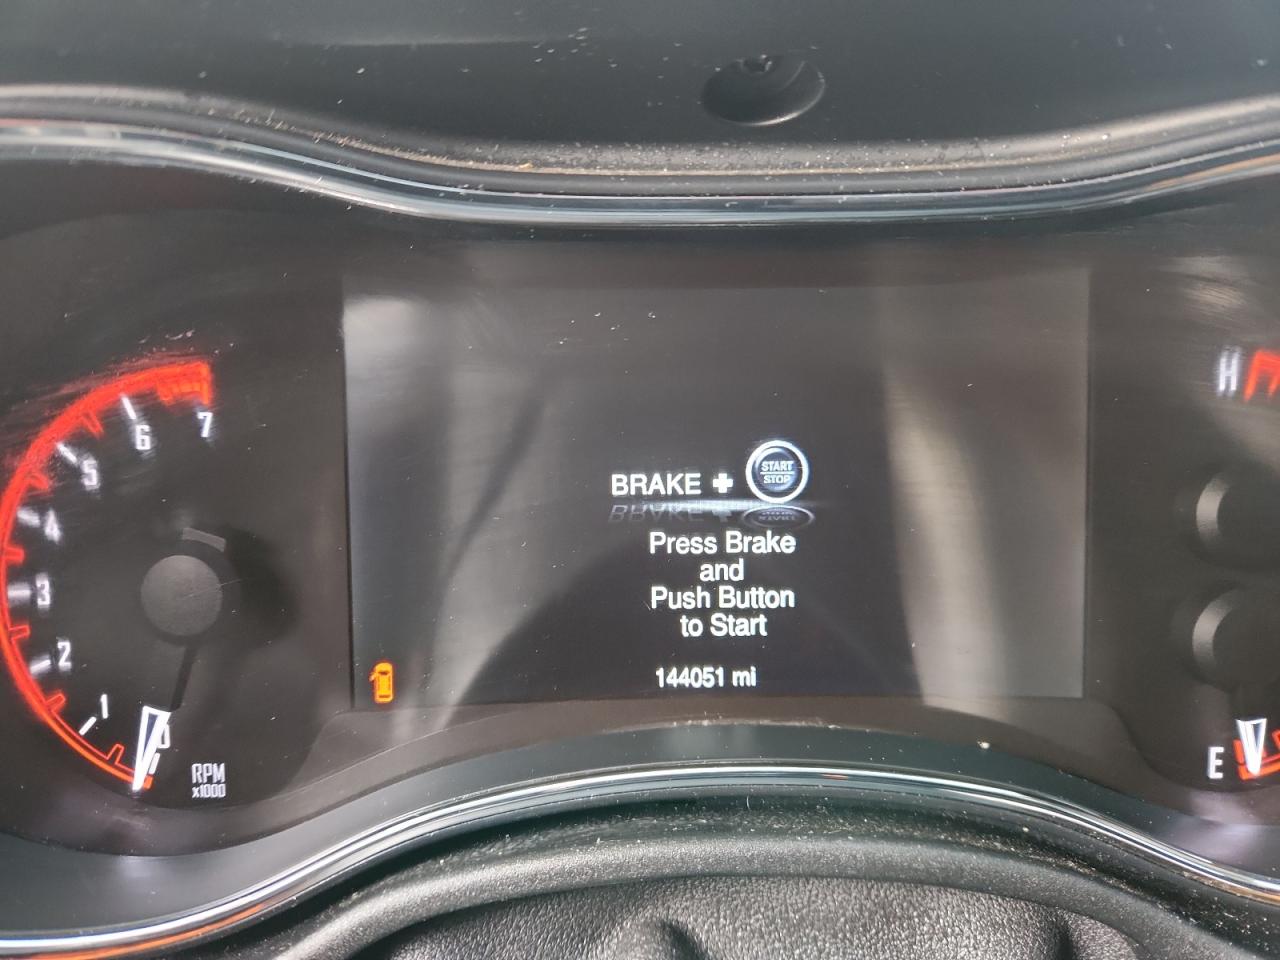 7
6
5
4
3
2
1
0
RPM
x1000
BRAKE + START
STOP
Press Brake
and
Push Button
to Start
144051 mi
H
E